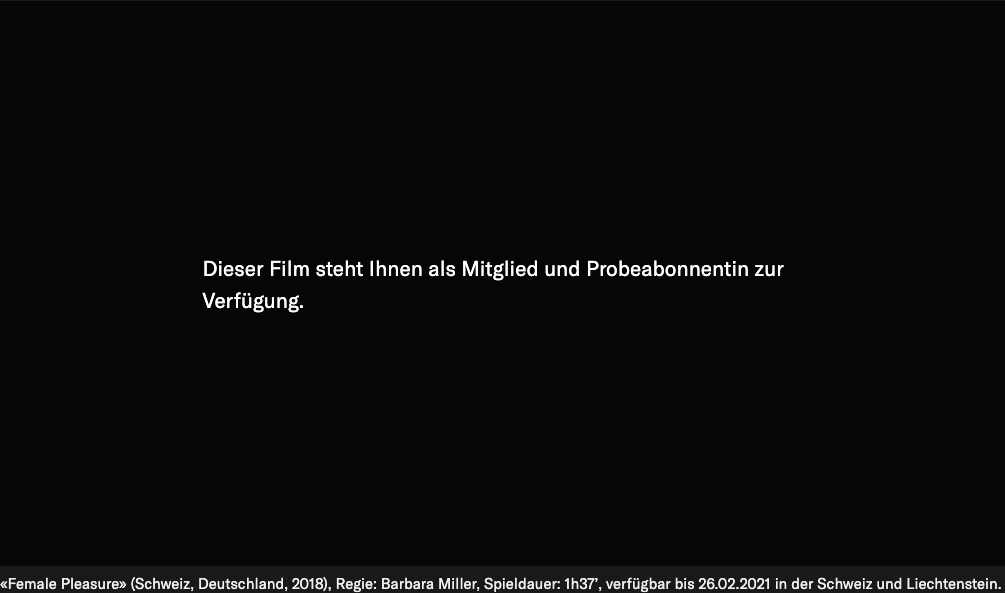 Dieser Film steht Ihnen als Mitglied und Probeabonnentin zur
Verfügung.
«Female Pleasure» (Schweiz, Deutschland, 2018), Regie: Barbara Miller, Spieldauer: 1h37’, verfügbar bis 26.02.2021 in der Schweiz und Liechtenstein.